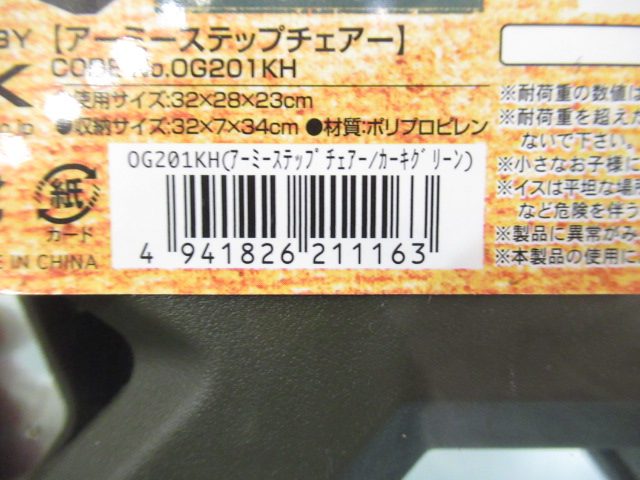 BY【アーミーステップチェアー】
CODE No.OG201KH
使用サイズ:32×28×23cm
●収納サイズ:32×7×34cm ●材質:ポリプロピレン
OG201KH(ｱｰﾐｰｽﾃｯﾌﾟﾁｪｱｰ/ｶｰｷｸﾞﾘｰﾝ)
4 941826 211163
紙
カード
IN CHINA
※耐荷重の数値は
※耐荷重を超えた
ないで下さい。
※小さなお子様に
※イスは平坦な場
など危険を伴っ
※製品に異常がみ
※本製品の使用に